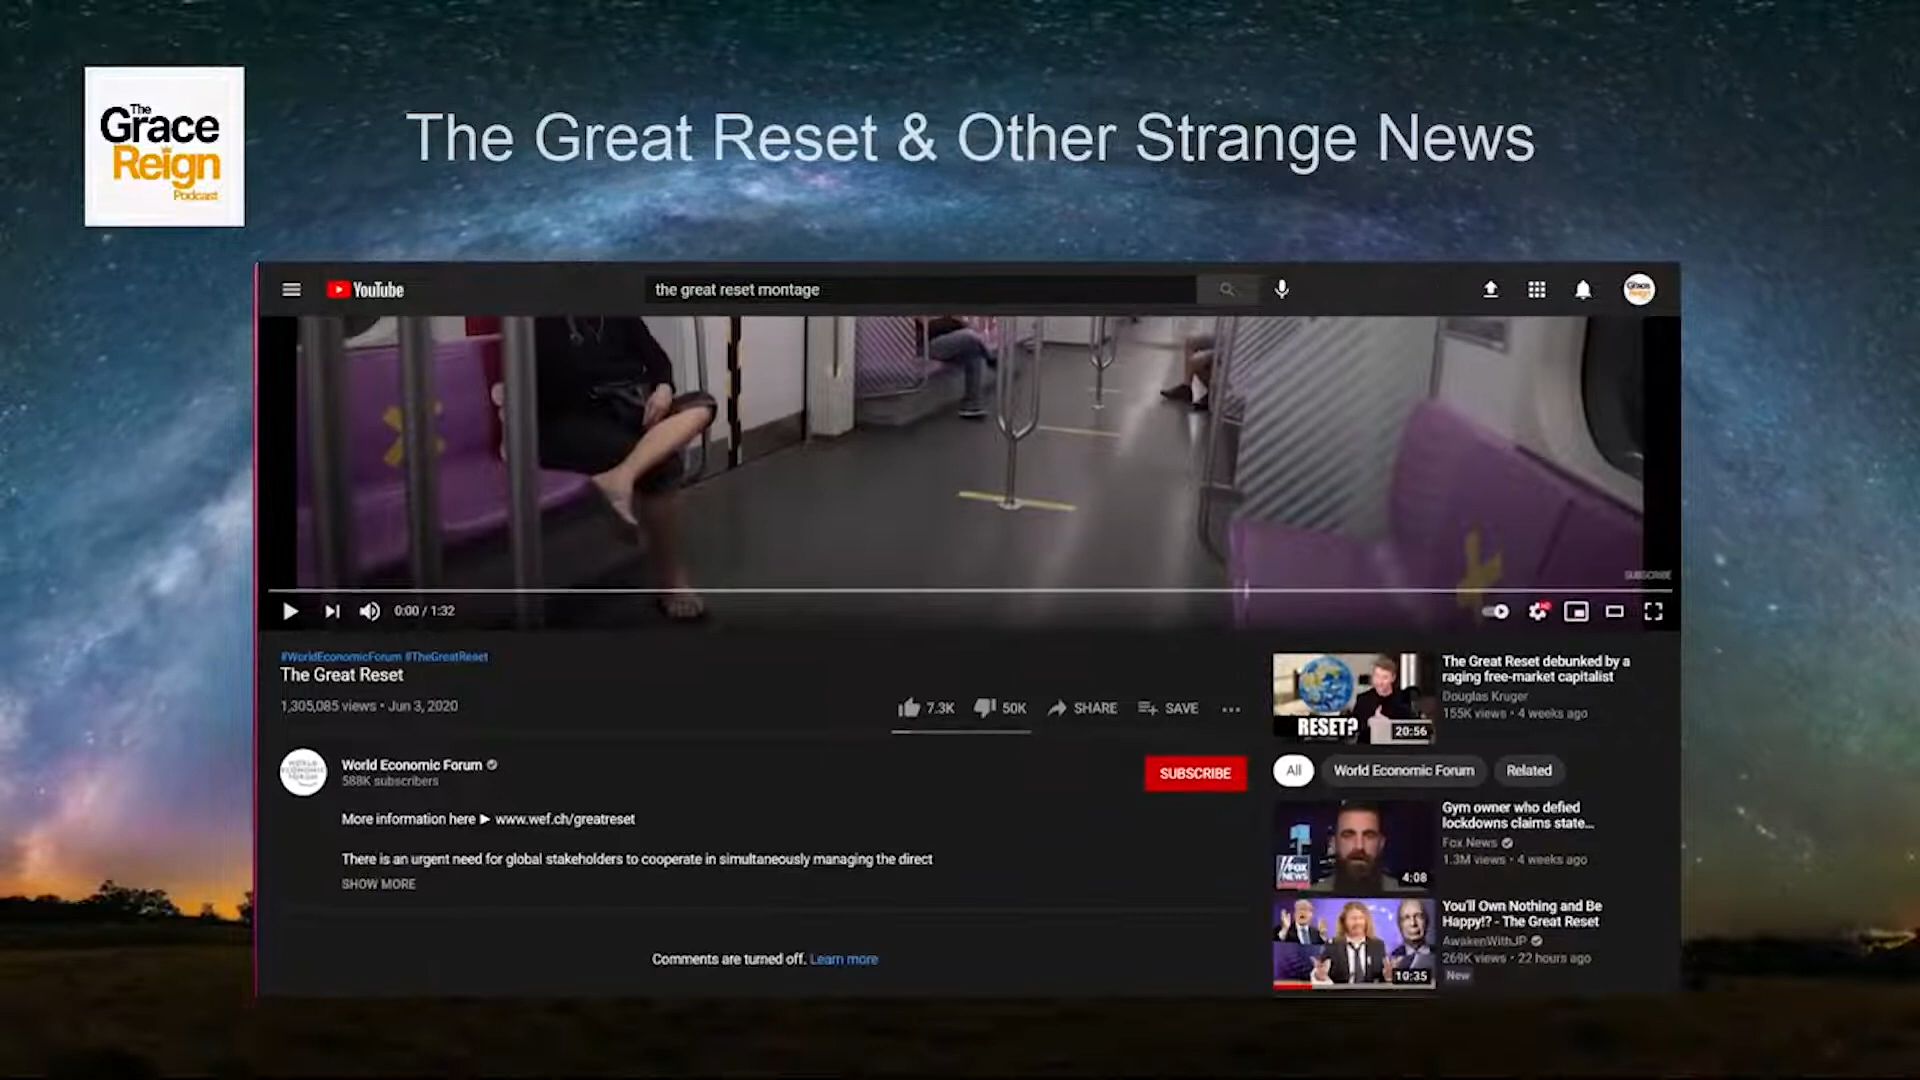 The
Grace
Reign
Podcast
The Great Reset & Other Strange News
YouTube
the great reset montage
SUBSCRIBE
0:00 / 1:32
#WorldEconomicForum #TheGreatReset
The Great Reset
1,305,085 views • Jun 3, 2020
7.3K
50K
SHARE
SAVE
World Economic Forum
588K subscribers
SUBSCRIBE
More information here ► www.wef.ch/greatreset
There is an urgent need for global stakeholders to cooperate in simultaneously managing the direct
SHOW MORE
Comments are turned off. Learn more
RESET?
20:56
The Great Reset debunked by a
raging free-market capitalist
Douglas Kruger
155K views • 4 weeks ago
All
World Economic Forum
Related
FOX
NEWS
4:08
Gym owner who defied
lockdowns claims state...
Fox News
1.3M views • 4 weeks ago
10:35
You'll Own Nothing and Be
Happy!? - The Great Reset
AwakenWithJP
269K views • 22 hours ago
New